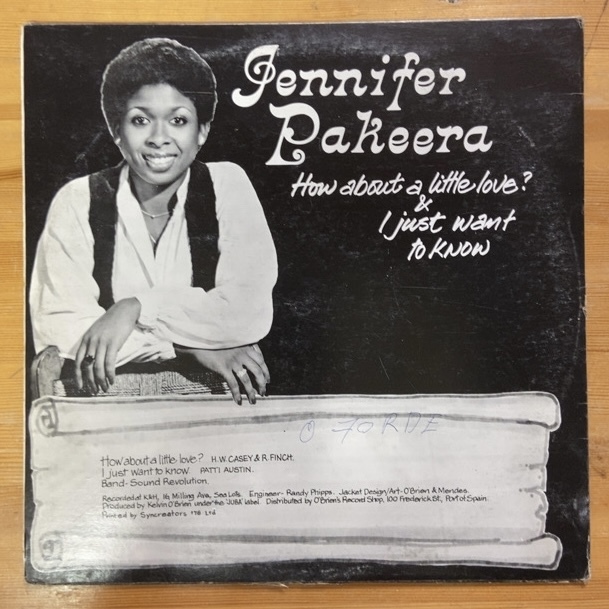 Jennifer
Pakeera
How about a little love?
&
I just want
to know
How about a little love? H.W. CASEY & R. FINCH.
I just want to know PATTI AUSTIN.
Band- Sound Revolution.
Recorded at K&H, 16 Milling Ave, Sea Lots. Engineer- Randy Phipps. Jacket Design/Art- O'Brien & Mendes.
Produced by Kelvin O'Brien under the 'JUBA' label. Distributed by O'Brien's Record Shop, 100 Frederick St., Port of Spain.
Printed by Syncreators '78 Ltd.